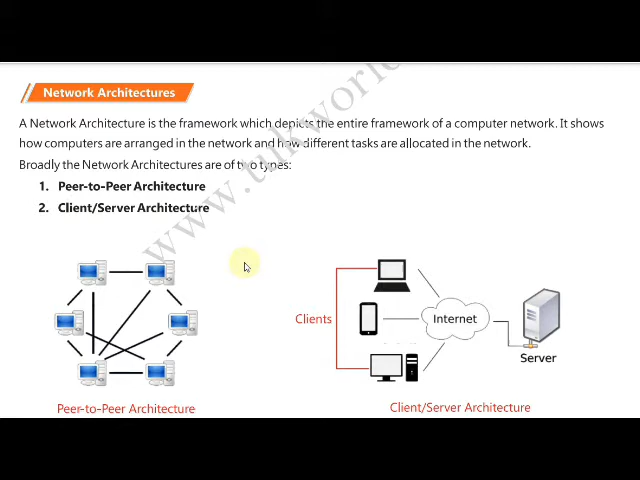 Network Architectures
A Network Architecture is the framework which depicts the entire framework of a computer network. It shows
how computers are arranged in the network and how different tasks are allocated in the network.
Broadly the Network Architectures are of two types:
1. Peer-to-Peer Architecture
2. Client/Server Architecture
www.tukworld
Clients
Internet
Server
Peer-to-Peer Architecture
Client/Server Architecture